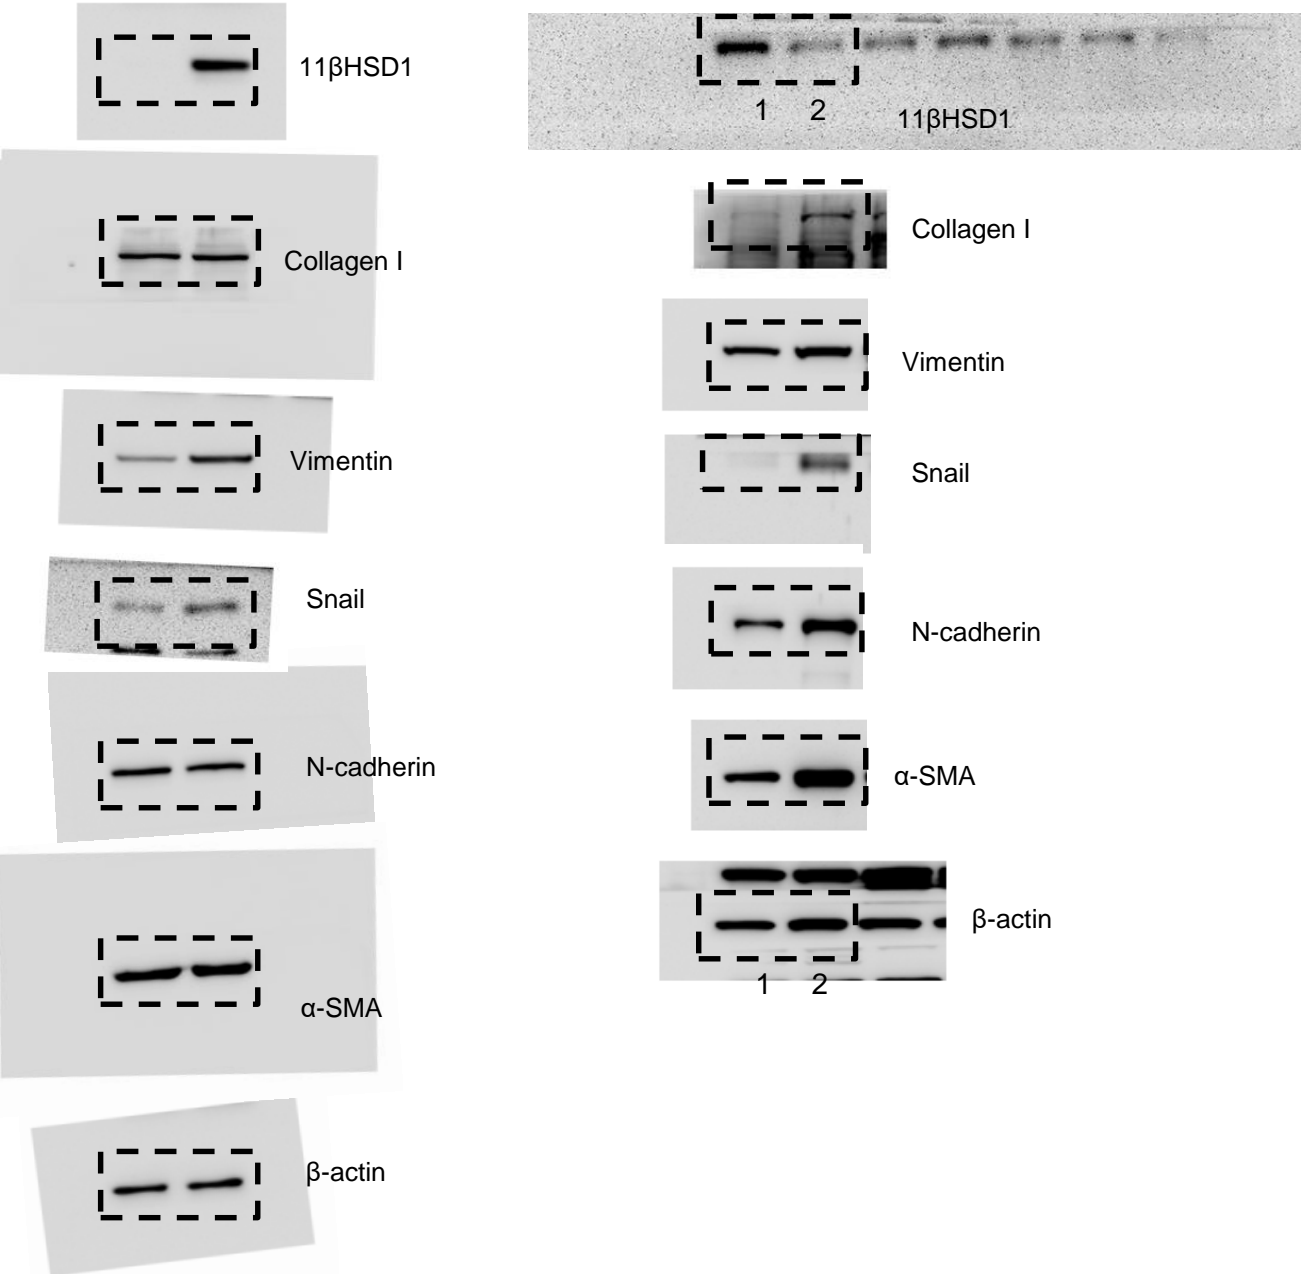 11βHSD1
Collagen I
Vimentin
Snail
N-cadherin
α-SMA
β-actin
1 2
11βHSD1
Collagen I
Vimentin
Snail
N-cadherin
α-SMA
β-actin
1 2